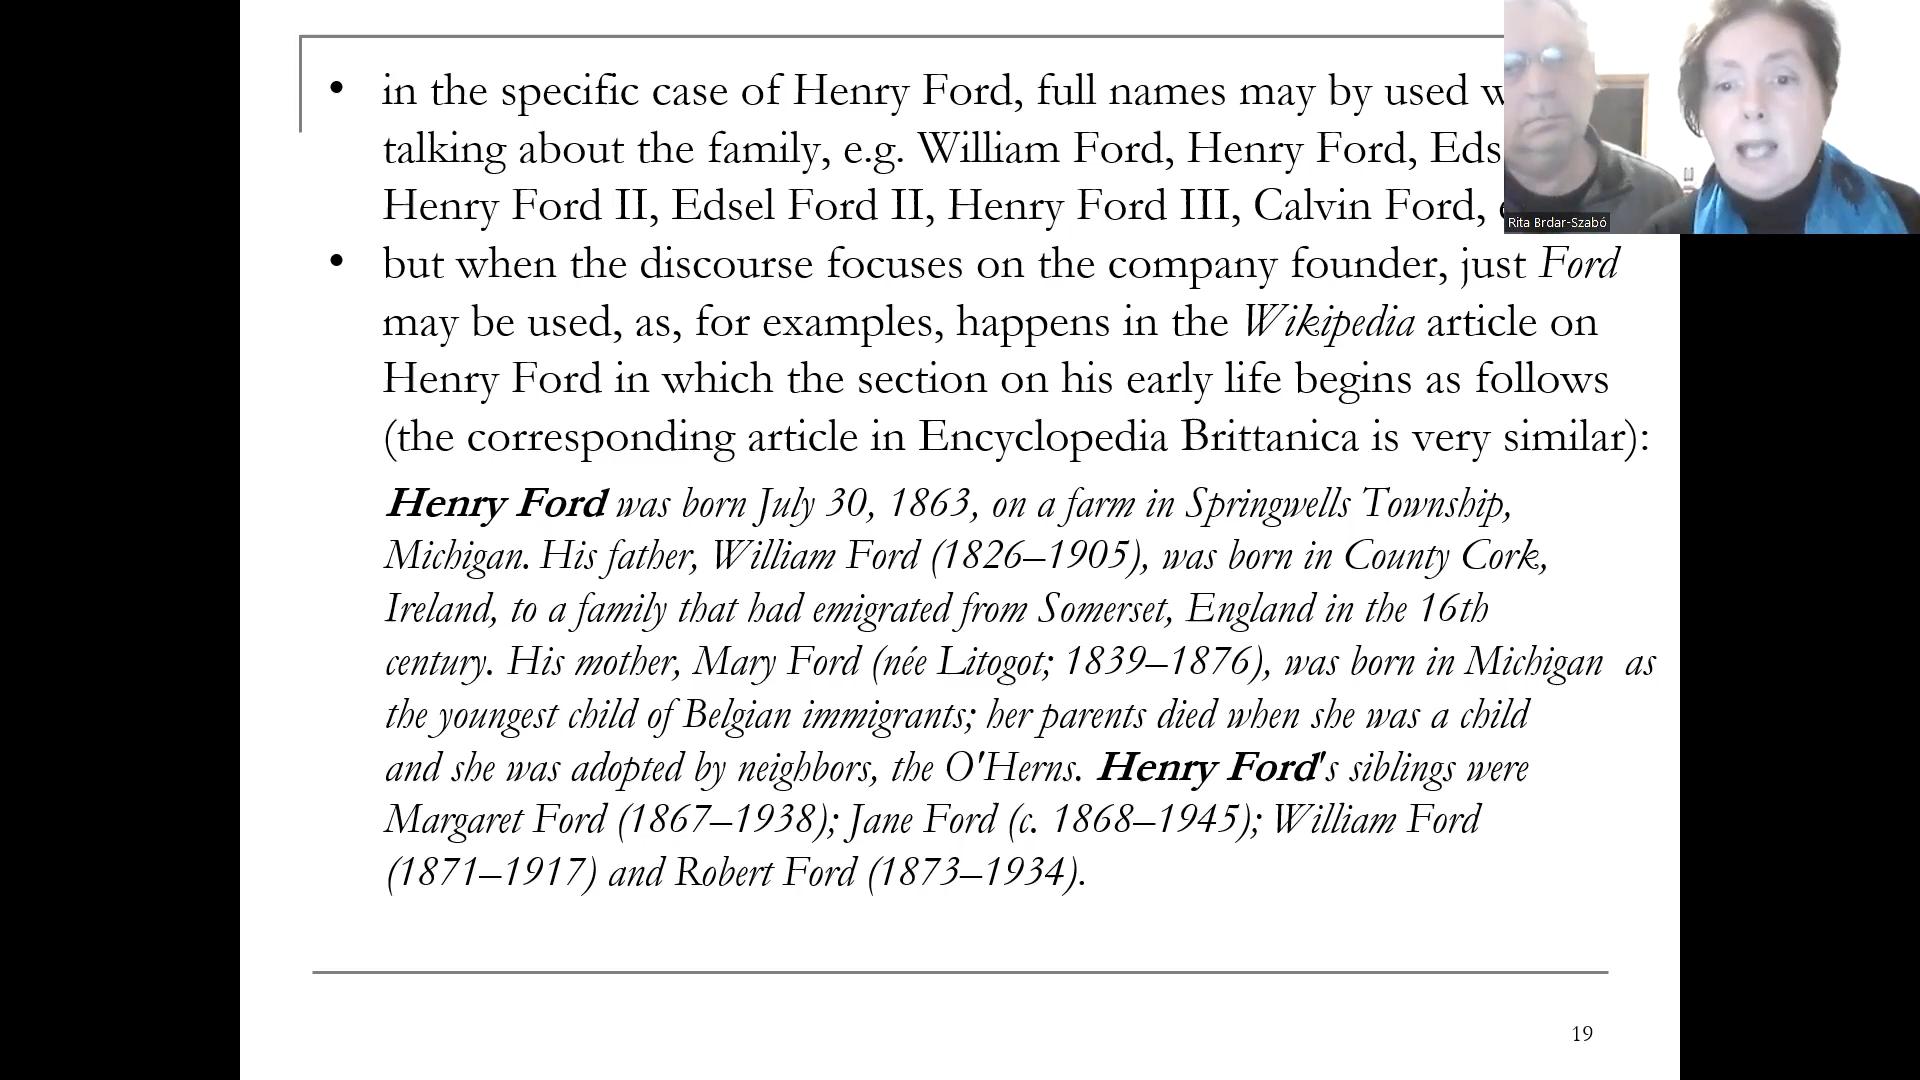 • in the specific case of Henry Ford, full names may by used
talking about the family, e.g. William Ford, Henry Ford,
Henry Ford II, Edsel Ford II, Henry Ford III, Calvin Ford,
Rita Brdar-Szabó
• but when the discourse focuses on the company founder, just Ford
may be used, as, for examples, happens in the Wikipedia article on
Henry Ford in which the section on his early life begins as follows
(the corresponding article in Encyclopedia Brittanica is very similar):
Henry Ford was born July 30, 1863, on a farm in Springwells Township,
Michigan. His father, William Ford (1826–1905), was born in County Cork,
Ireland, to a family that had emigrated from Somerset, England in the 16th
century. His mother, Mary Ford (née Litogot; 1839–1876), was born in Michigan as
the youngest child of Belgian immigrants; her parents died when she was a child
and she was adopted by neighbors, the O'Herns. Henry Ford's siblings were
Margaret Ford (1867–1938); Jane Ford (c. 1868–1945); William Ford
(1871–1917) and Robert Ford (1873–1934).
19